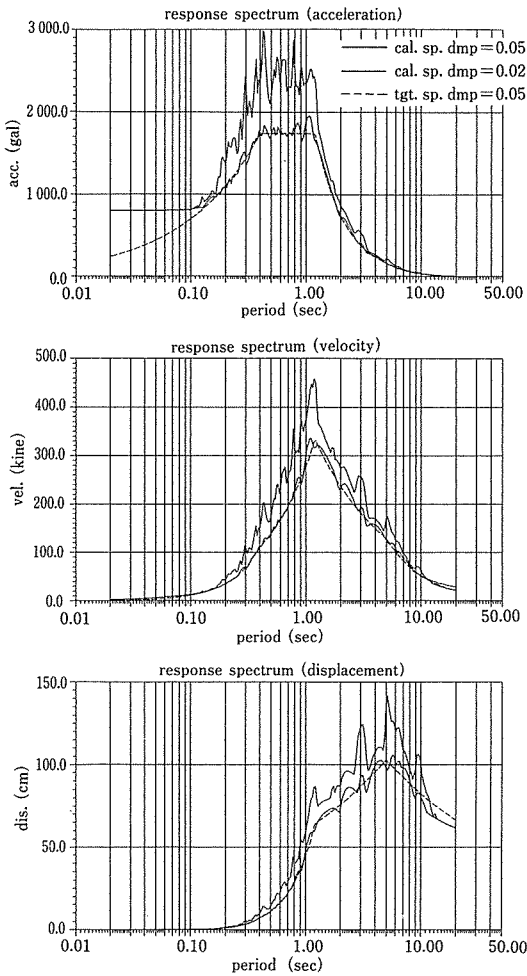 response spectrum (acceleration)
3 000.0
2 000.0
1 000.0
0.0
acc. (gal)
cal. sp. dmp=0.05
cal. sp. dmp=0.02
tgt. sp. dmp=0.05
0.01 0.10 1.00 10.00 50.00
period (sec)
response spectrum (velocity)
500.0
400.0
300.0
200.0
100.0
0.0
vel. (kine)
0.01 0.10 1.00 10.00 50.00
period (sec)
response spectrum (displacement)
150.0
100.0
50.0
0.0
dis. (cm)
0.01 0.10 1.00 10.00 50.00
period (sec)